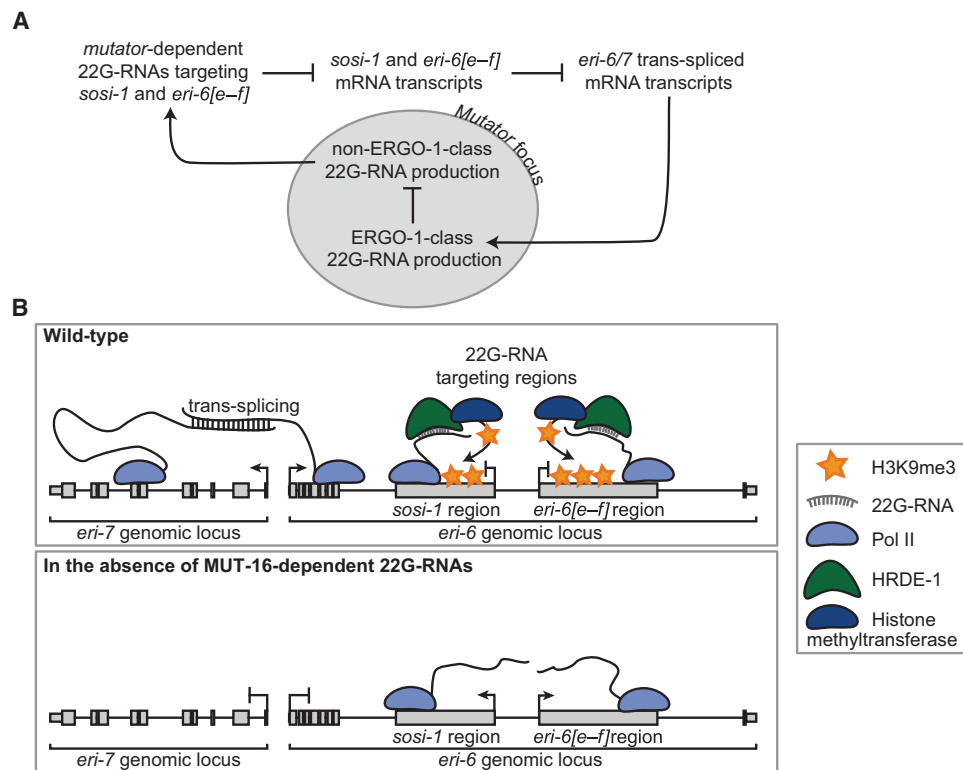 A
mutator-dependent
22G-RNAs targeting
sosi-1 and eri-6[e–f]
sosi-1 and eri-6[e–f]
mRNA transcripts
eri-6/7 trans-spliced
mRNA transcripts
Mutator focus
non-ERGO-1-class
22G-RNA production
ERGO-1-class
22G-RNA production
B
Wild-type
22G-RNA
targeting regions
trans-splicing
sosi-1 region
eri-6[e–f] region
eri-7 genomic locus
eri-6 genomic locus
In the absence of MUT-16-dependent 22G-RNAs
sosi-1 region
eri-6[e–f] region
eri-7 genomic locus
eri-6 genomic locus
H3K9me3
22G-RNA
Pol II
HRDE-1
Histone
methyltransferase